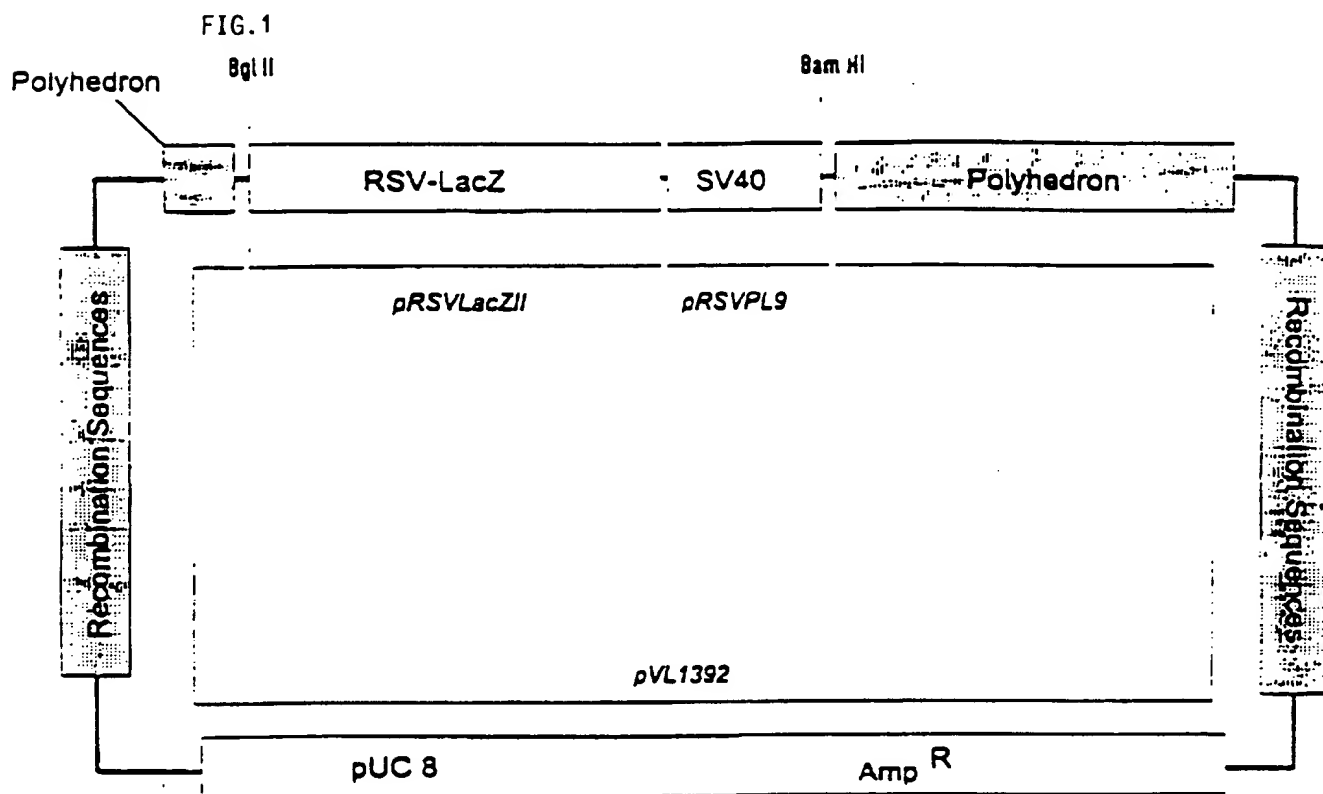 FIG.1
Bgl II
Bam HI
Polyhedron
RSV-LacZ
SV40
Polyhedron
pRSVLacZII
pRSVPL9
Recombination Sequences
Recombination Sequences
pVL1392
pUC 8
Amp R